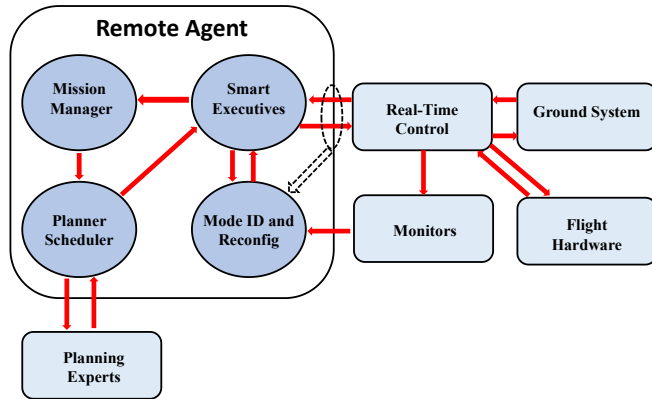 Remote Agent
Mission
Manager
Smart
Executives
Real-Time
Control
Ground System
Planner
Scheduler
Mode ID and
Reconfig
Monitors
Flight
Hardware
Planning
Experts